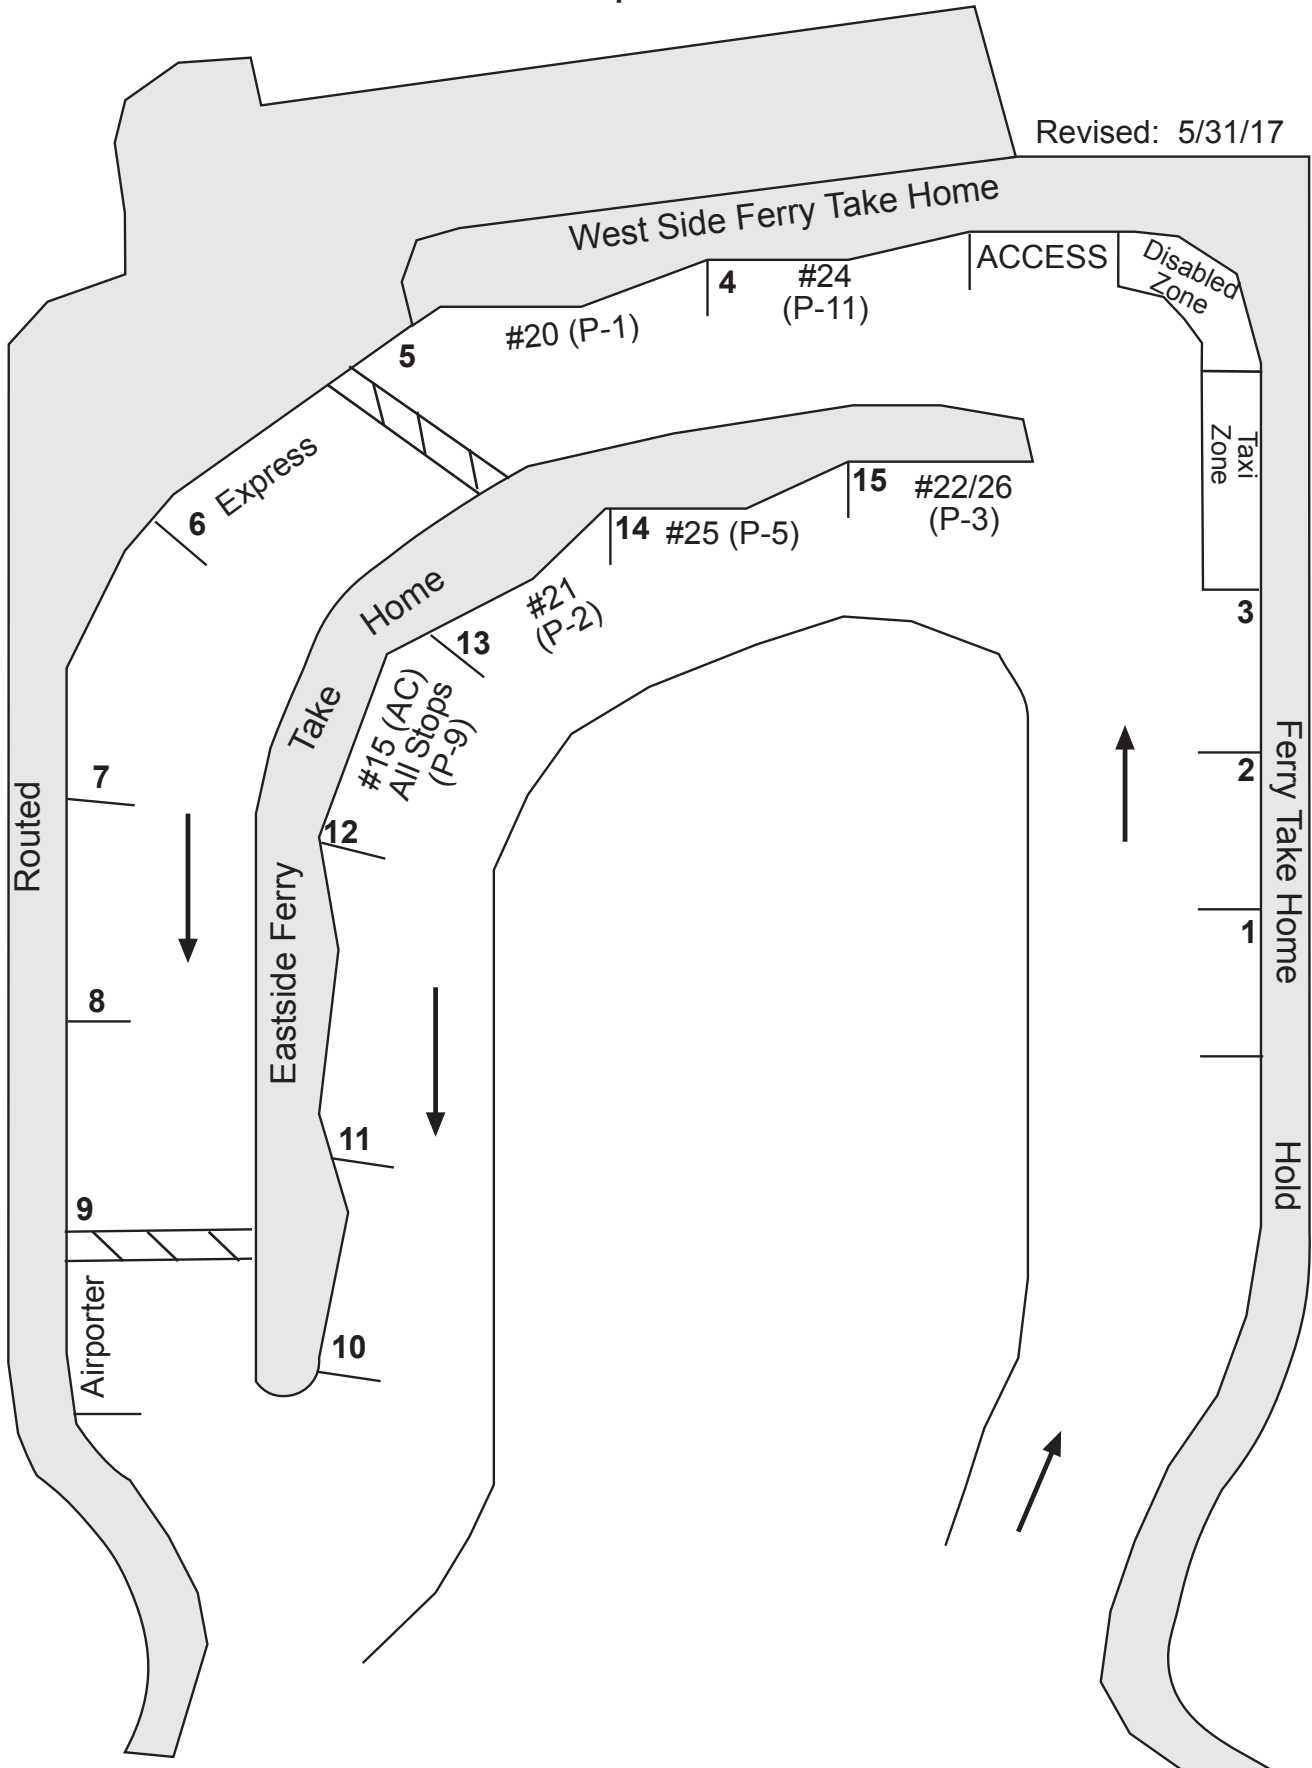 Revised: 5/31/17
West Side Ferry Take Home
ACCESS
Disabled
Zone
4
#24
(P-11)
#20 (P-1)
5
Taxi
Zone
Express
6
15
#22/26
(P-3)
14
#25 (P-5)
Home
#21
(P-2)
13
3
#15 (AC)
All Stops
(P-9)
Take
7
2
Ferry Take Home
12
Routed
Eastside Ferry
1
8
11
Hold
9
Airporter
10